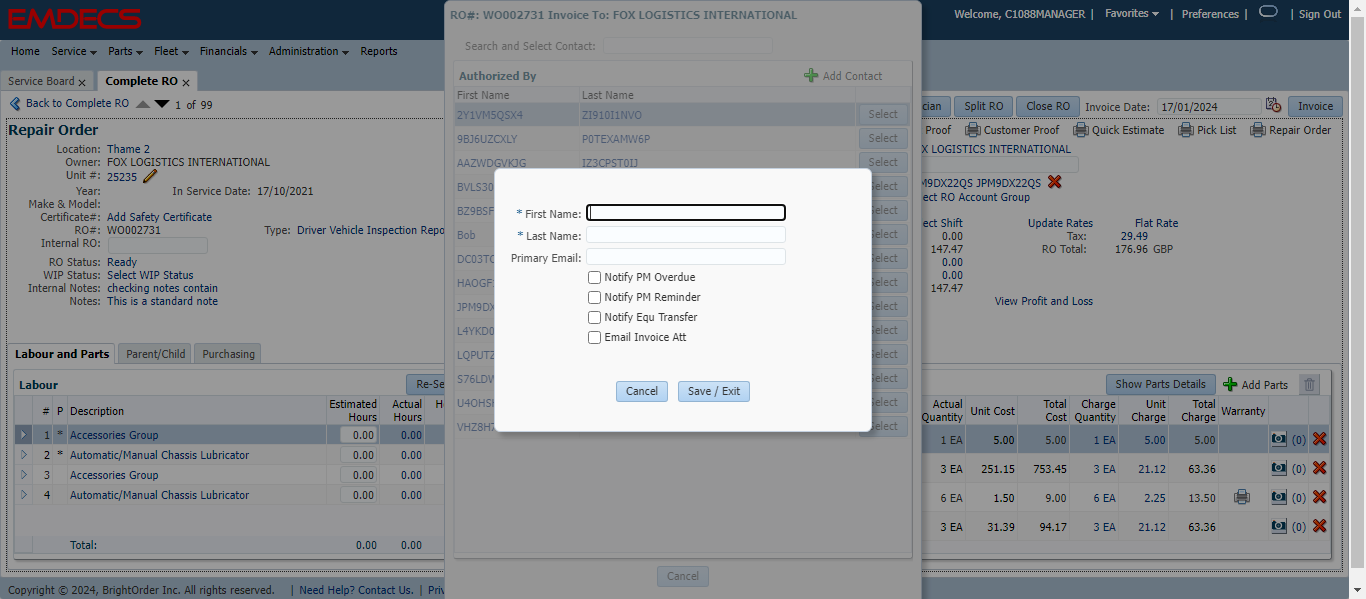 EMDECS
Welcome, C1088MANAGER | Favorites | Preferences | | Sign Out
Home Service Parts Fleet Financials Administration Reports
Service Board x Complete RO x
Back to Complete RO 1 of 99
Split RO Close RO Invoice Date: 17/01/2024 Invoice
Proof Customer Proof Quick Estimate Pick List Repair Order
Repair Order
Location: Thame 2
Owner: FOX LOGISTICS INTERNATIONAL
Unit #: 25235
Year: In Service Date: 17/10/2021
Make & Model:
Certificate#: Add Safety Certificate
RO#: WO002731 Type: Driver Vehicle Inspection Repo
Internal RO:
RO Status: Ready
WIP Status: Select WIP Status
Internal Notes: checking notes contain
Notes: This is a standard note
Labour and Parts Parent/Child Purchasing
Labour Re-Se
# P Description Estimated Hours Actual Hours
1 * Accessories Group 0.00 0.00
2 * Automatic/Manual Chassis Lubricator 0.00 0.00
3 Accessories Group 0.00 0.00
4 Automatic/Manual Chassis Lubricator 0.00 0.00
Total: 0.00 0.00
RO#: WO002731 Invoice To: FOX LOGISTICS INTERNATIONAL
Search and Select Contact:
Authorized By Add Contact
First Name Last Name
2Y1VM5QSX4 ZI910I1NVO Select
9BJ6UZCXLY P0TEXAMW6P Select
AAZWDGVKJG IZ3CPST0IJ Select
BVLS30 Select
BZ9BSF Select
Bob Select
DC03TC Select
HAOGF Select
JPM9DX Select
L4YKD0 Select
LQPUTZ Select
S76LDW Select
U4OHSH Select
VHZ8H Select
Cancel
* First Name:
* Last Name:
Primary Email:
Notify PM Overdue
Notify PM Reminder
Notify Equ Transfer
Email Invoice Att
Cancel Save / Exit
X LOGISTICS INTERNATIONAL
M9DX22QS JPM9DX22QS
ect RO Account Group
ect Shift Update Rates Flat Rate
0.00 Tax: 29.49
147.47 RO Total: 176.96 GBP
0.00
0.00
147.47
View Profit and Loss
Show Parts Details Add Parts
Actual Quantity Unit Cost Total Cost Charge Quantity Unit Charge Total Charge Warranty
1 EA 5.00 5.00 1 EA 5.00 5.00 (0)
3 EA 251.15 753.45 3 EA 21.12 63.36 (0)
6 EA 1.50 9.00 6 EA 2.25 13.50 (0)
3 EA 31.39 94.17 3 EA 21.12 63.36 (0)
Copyright © 2024, BrightOrder Inc. All rights reserved. | Need Help? Contact Us. | Priv